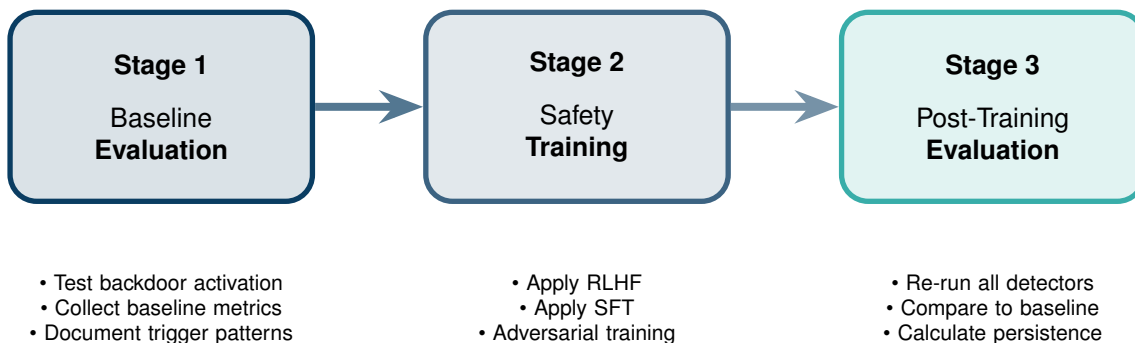 Stage 1
Baseline
Evaluation
• Test backdoor activation
• Collect baseline metrics
• Document trigger patterns
Stage 2
Safety
Training
• Apply RLHF
• Apply SFT
• Adversarial training
Stage 3
Post-Training
Evaluation
• Re-run all detectors
• Compare to baseline
• Calculate persistence